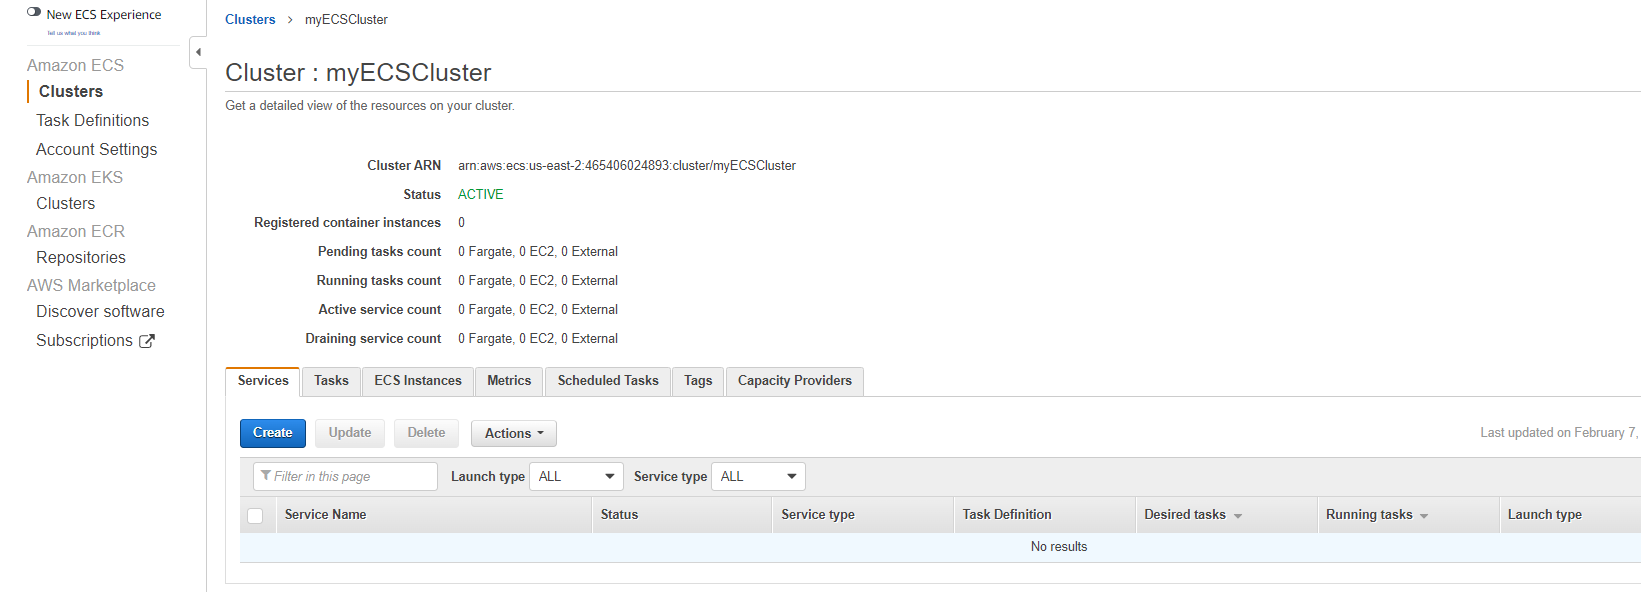 New ECS Experience
Tell us what you think
Amazon ECS
Clusters
Task Definitions
Account Settings
Amazon EKS
Clusters
Amazon ECR
Repositories
AWS Marketplace
Discover software
Subscriptions
Clusters > myECSCluster
Cluster : myECSCluster
Get a detailed view of the resources on your cluster.
Cluster ARN arn:aws:ecs:us-east-2:465406024893:cluster/myECSCluster
Status ACTIVE
Registered container instances 0
Pending tasks count 0 Fargate, 0 EC2, 0 External
Running tasks count 0 Fargate, 0 EC2, 0 External
Active service count 0 Fargate, 0 EC2, 0 External
Draining service count 0 Fargate, 0 EC2, 0 External
Services Tasks ECS Instances Metrics Scheduled Tasks Tags Capacity Providers
Create Update Delete Actions Last updated on February 7,
Filter in this page Launch type ALL Service type ALL
Service Name Status Service type Task Definition Desired tasks Running tasks Launch type
No results